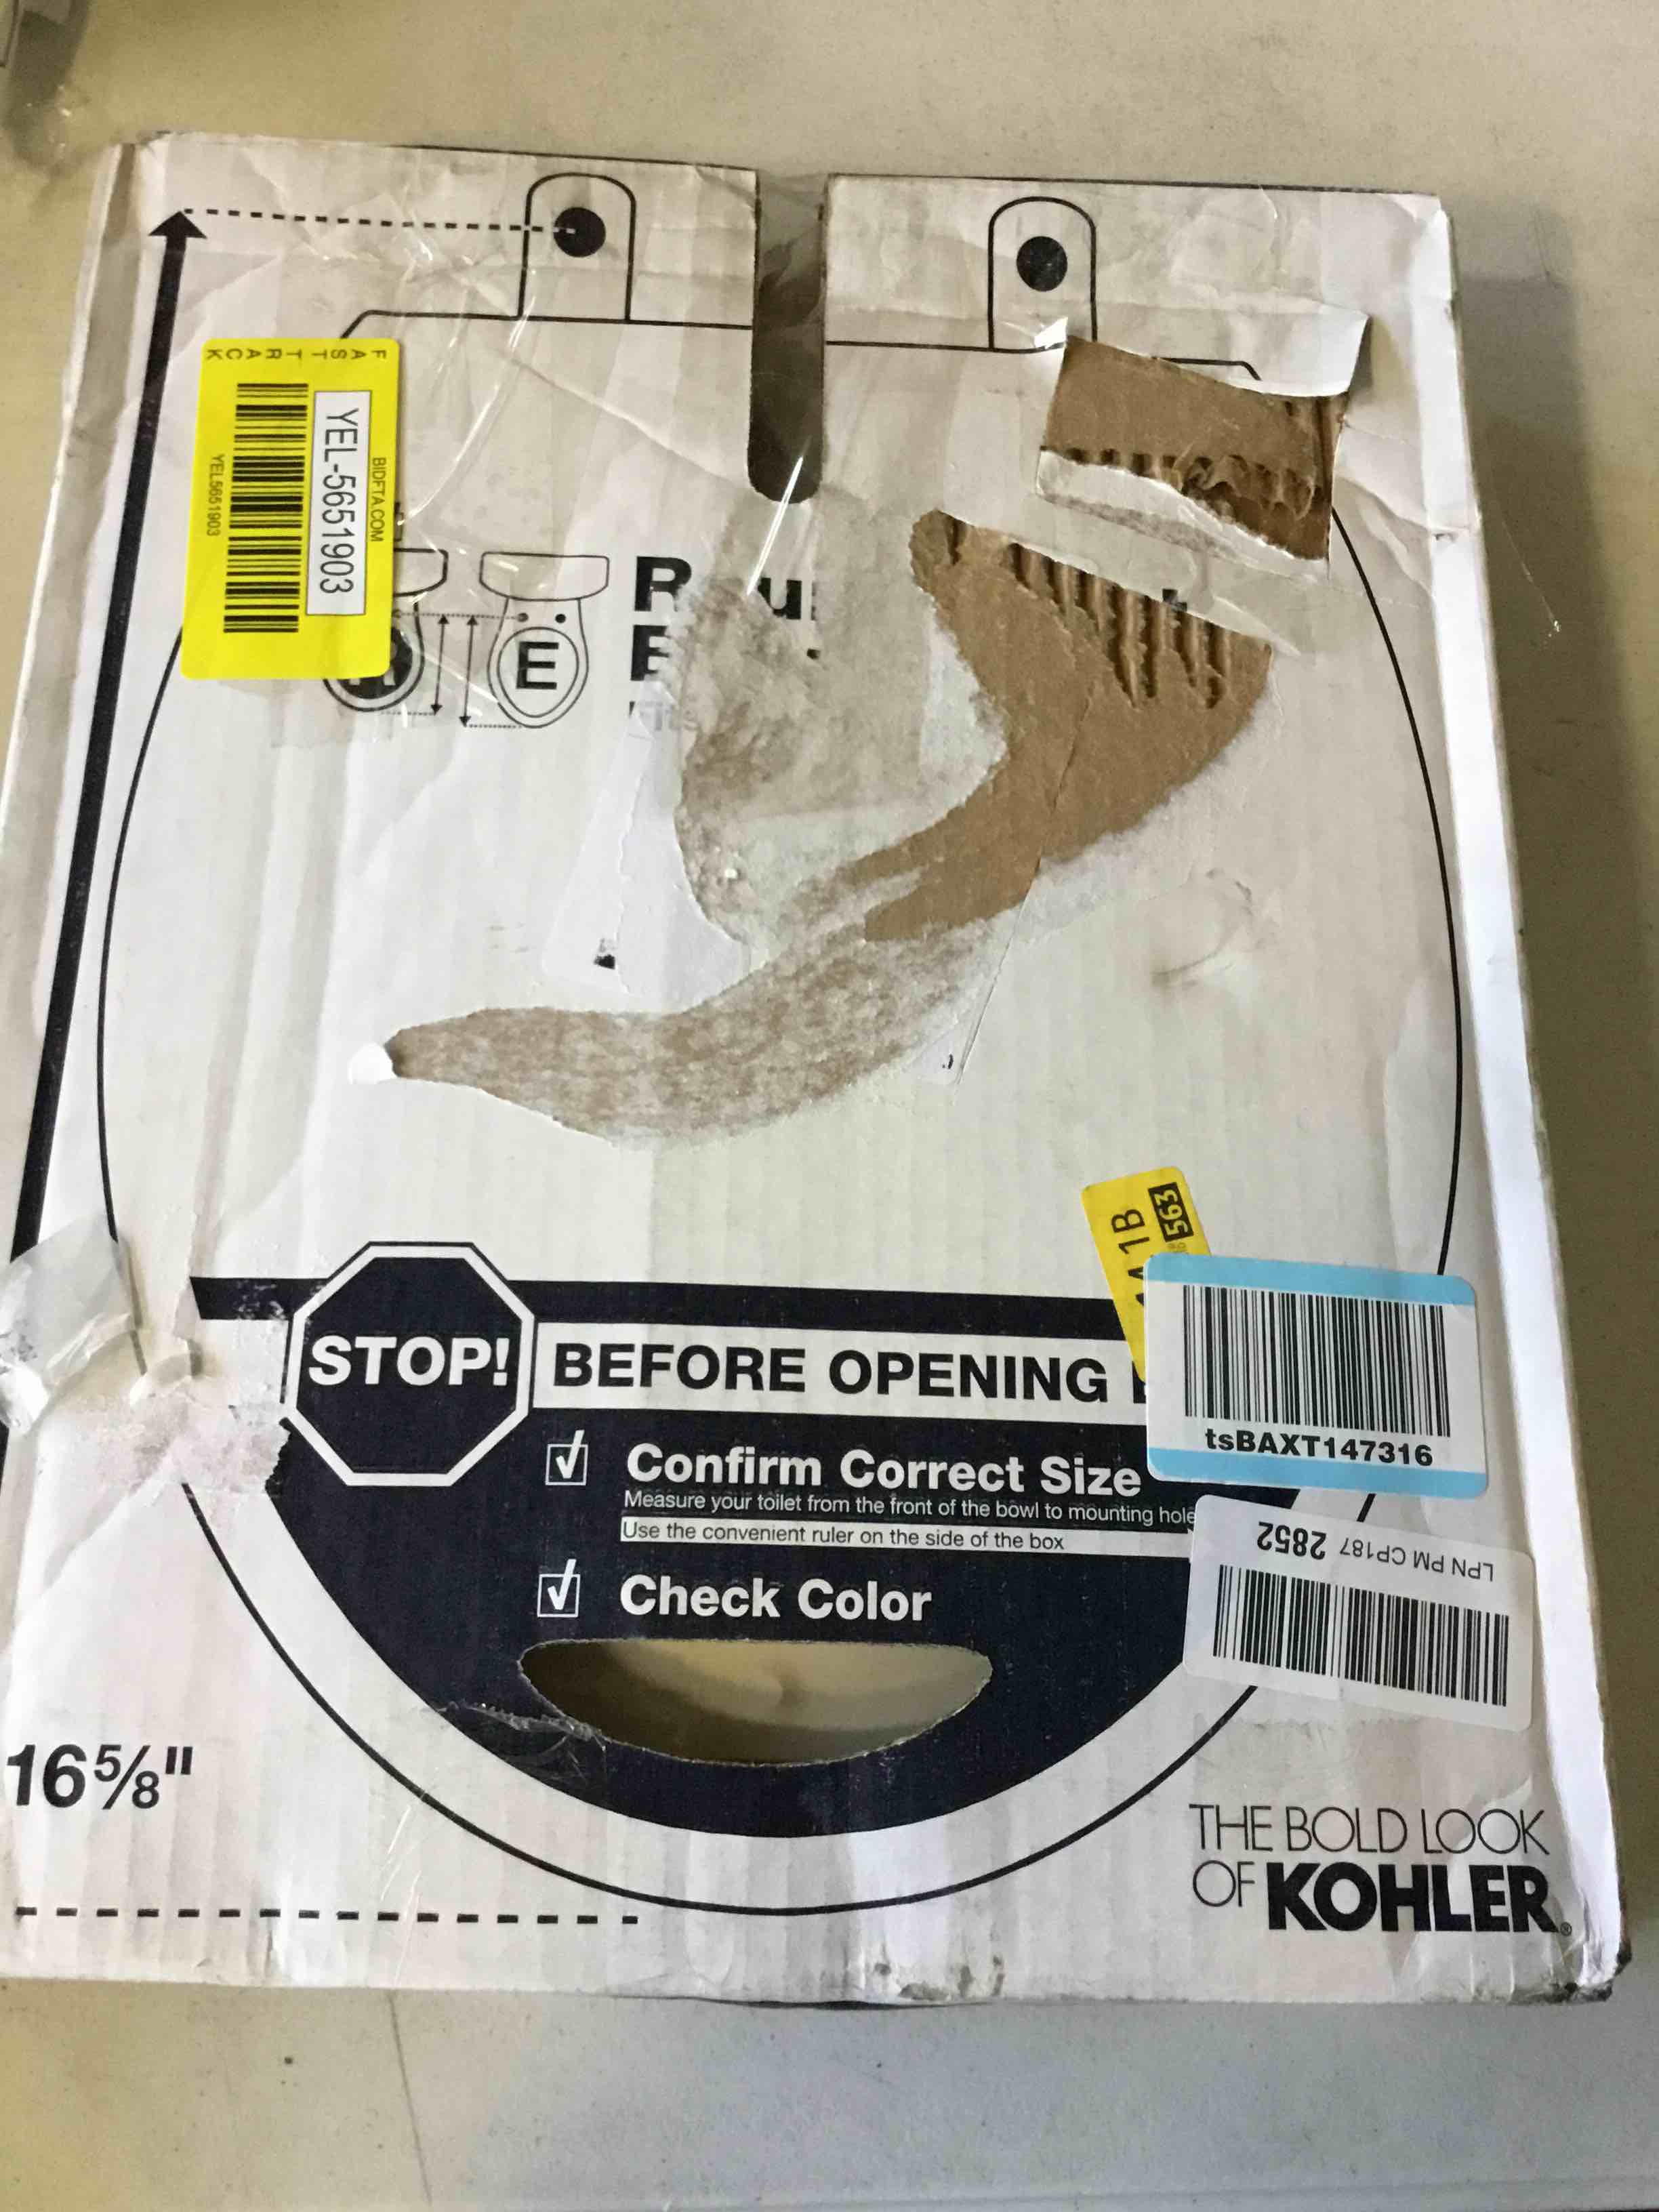 FAST TRACK
BIDFTA.COM
YEL-5651903
YEL5651903
R
E
1B
563
STOP!
BEFORE OPENING
Confirm Correct Size
Measure your toilet from the front of the bowl to mounting hole
Use the convenient ruler on the side of the box
Check Color
tsBAXT147316
LPN PM CP187 2852
16⅝"
THE BOLD LOOK
OF KOHLER®